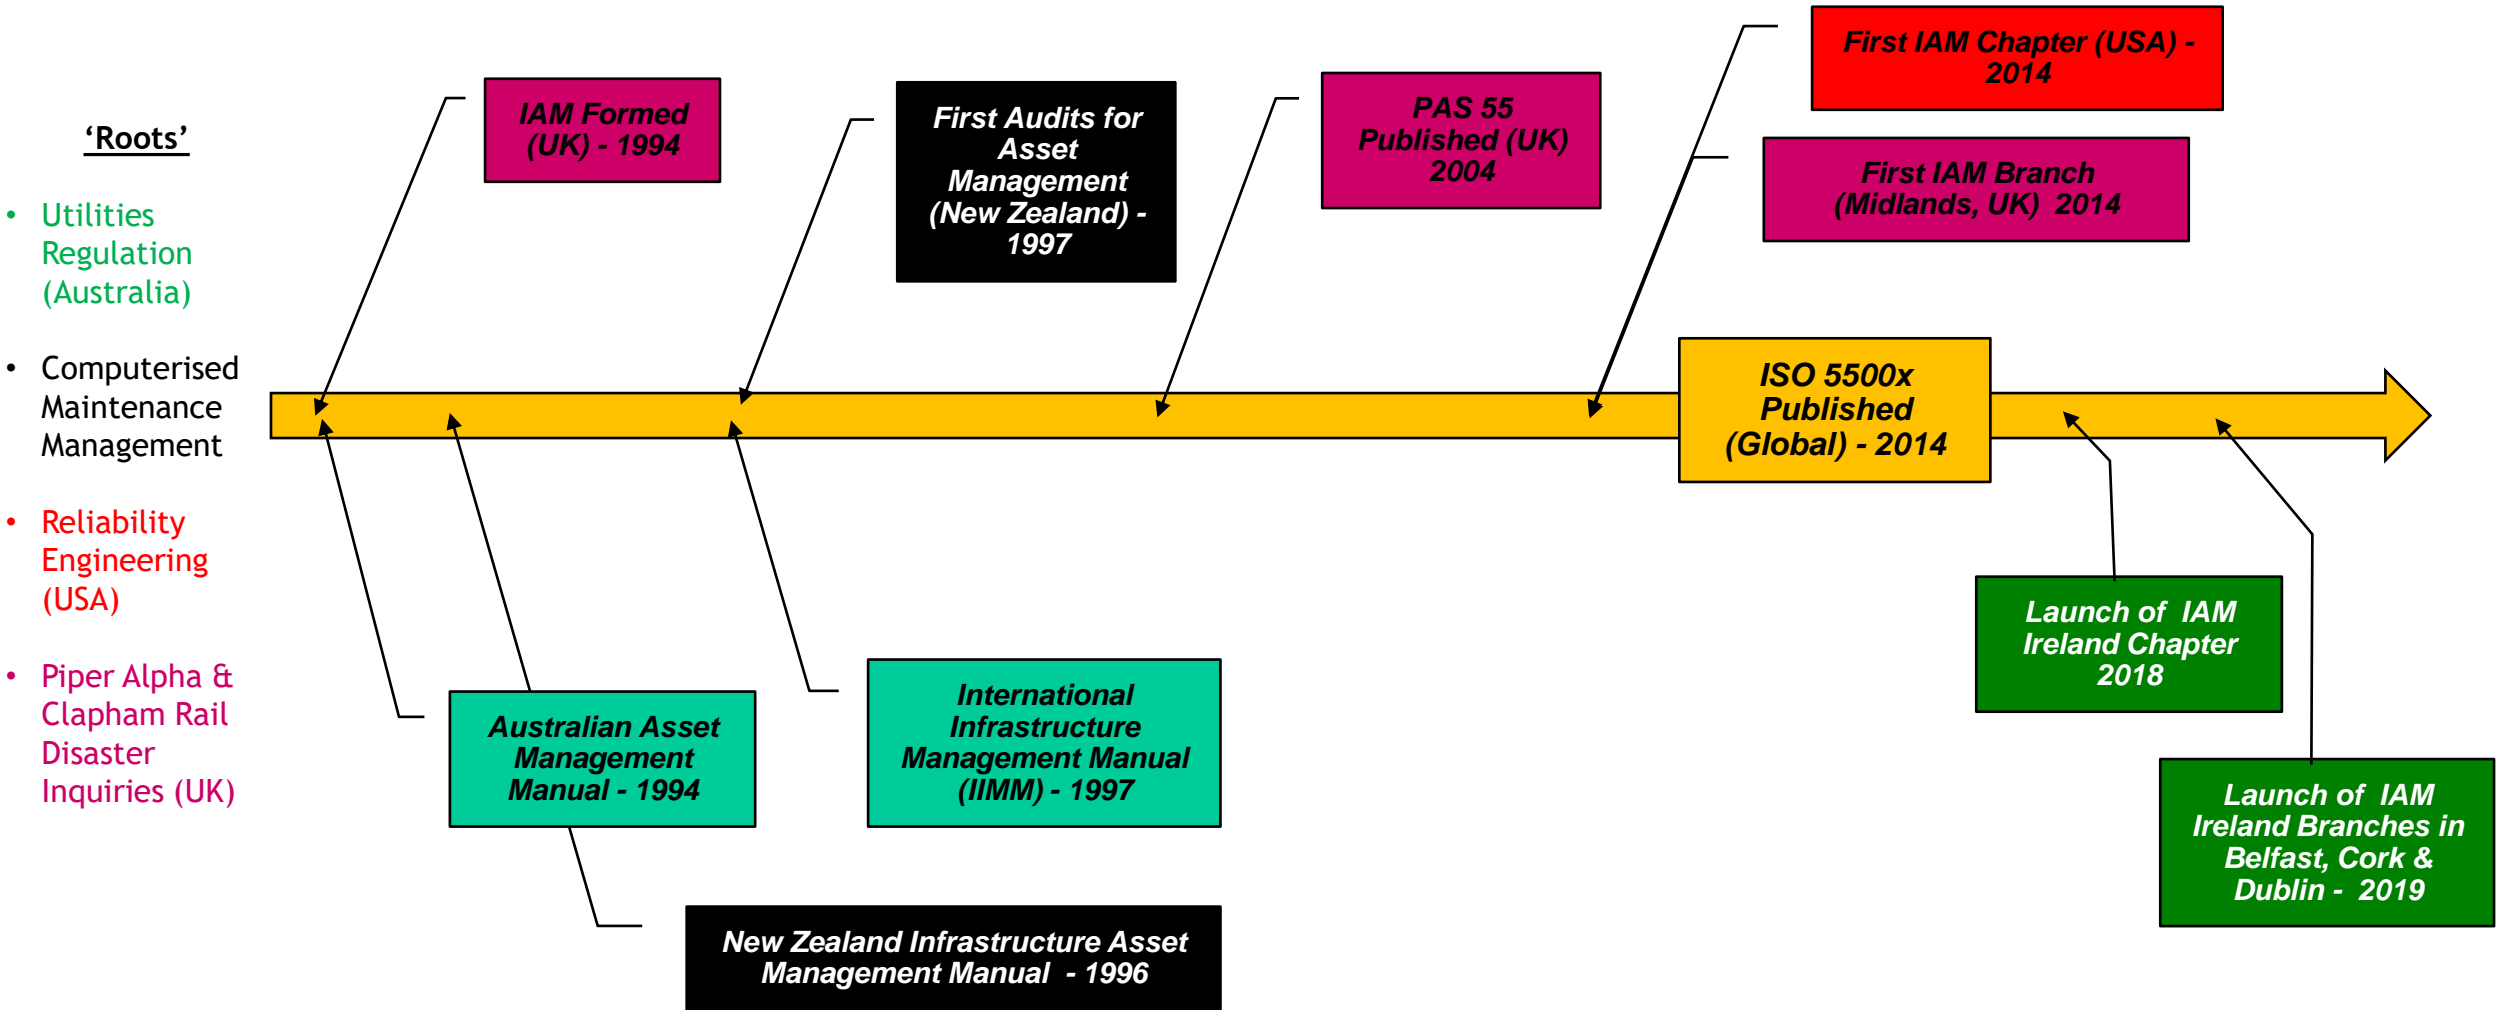 ‘Roots’
• Utilities
Regulation
(Australia)
• Computerised
Maintenance
Management
• Reliability
Engineering
(USA)
• Piper Alpha &
Clapham Rail
Disaster
Inquiries (UK)
IAM Formed
(UK) - 1994
First Audits for
Asset
Management
(New Zealand) -
1997
PAS 55
Published (UK)
2004
First IAM Chapter (USA) -
2014
First IAM Branch
(Midlands, UK) 2014
ISO 5500x
Published
(Global) - 2014
Australian Asset
Management
Manual - 1994
International
Infrastructure
Management Manual
(IIMM) - 1997
New Zealand Infrastructure Asset
Management Manual - 1996
Launch of IAM
Ireland Chapter
2018
Launch of IAM
Ireland Branches in
Belfast, Cork &
Dublin - 2019